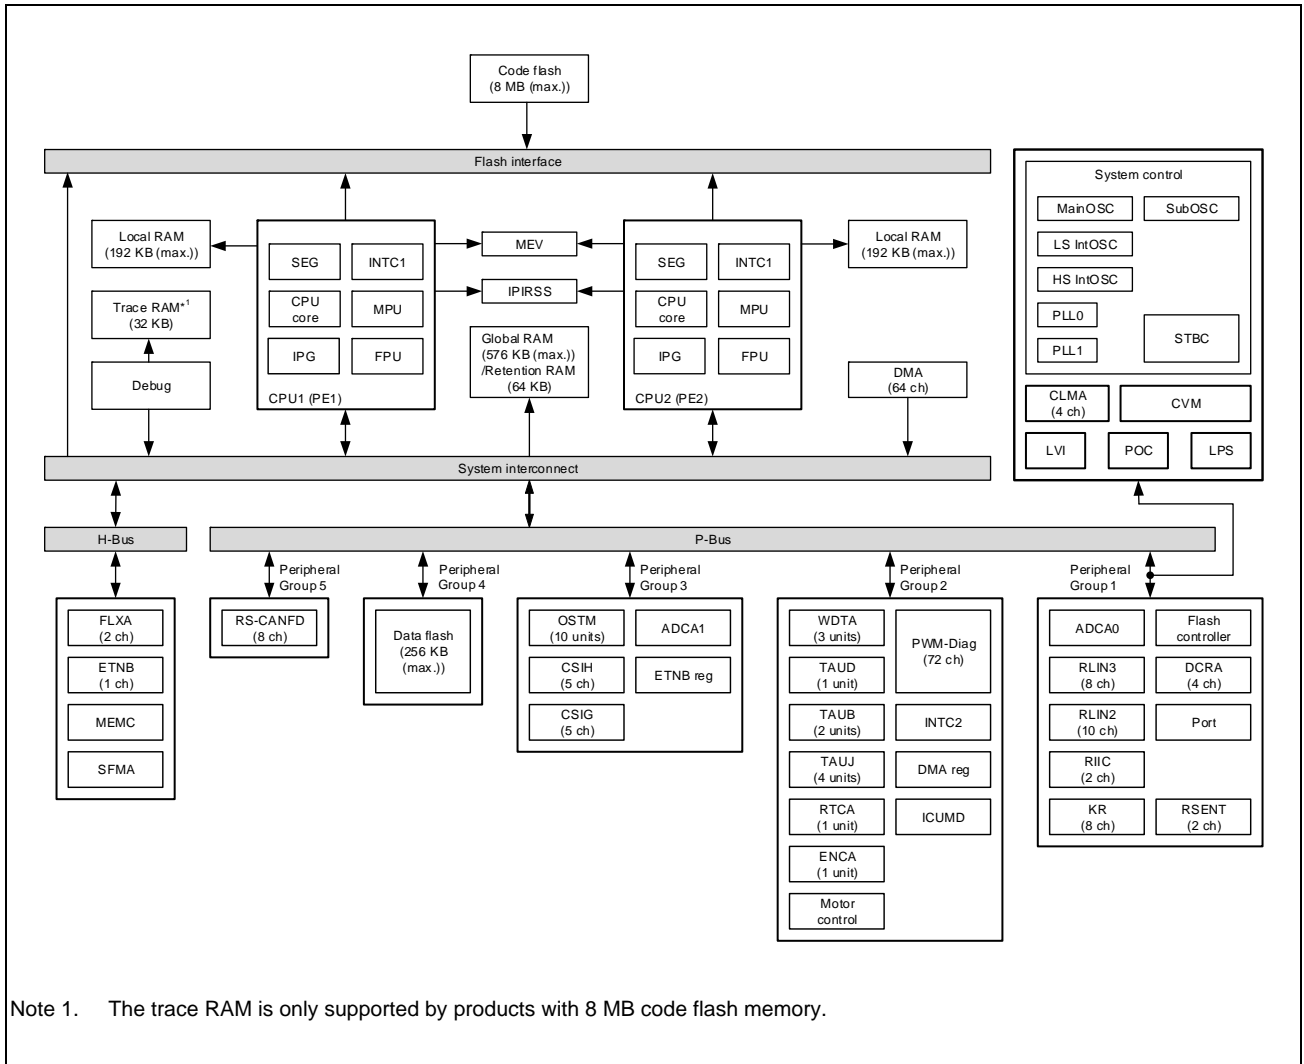 Code flash
(8 MB (max.))
Flash interface
Local RAM
(192 KB (max.))
Trace RAM*1
(32 KB)
Debug
SEG
INTC1
CPU
core
MPU
IPG
FPU
CPU1 (PE1)
MEV
IPIRSS
Global RAM
(576 KB (max.))
/Retention RAM
(64 KB)
SEG
INTC1
CPU
core
MPU
IPG
FPU
CPU2 (PE2)
Local RAM
(192 KB (max.))
DMA
(64 ch)
System control
MainOSC
SubOSC
LS IntOSC
HS IntOSC
PLL0
PLL1
STBC
CLMA
(4 ch)
CVM
LVI
POC
LPS
System interconnect
H-Bus
P-Bus
FLXA
(2 ch)
ETNB
(1 ch)
MEMC
SFMA
Peripheral
Group 5
RS-CANFD
(8 ch)
Peripheral
Group 4
Data flash
(256 KB
(max.))
Peripheral
Group 3
OSTM
(10 units)
ADCA1
CSIH
(5 ch)
ETNB reg
CSIG
(5 ch)
Peripheral
Group 2
WDTA
(3 units)
PWM-Diag
(72 ch)
TAUD
(1 unit)
TAUB
(2 units)
INTC2
TAUJ
(4 units)
DMA reg
RTCA
(1 unit)
ICUMD
ENCA
(1 unit)
Motor
control
Peripheral
Group 1
ADCA0
Flash
controller
RLIN3
(8 ch)
DCRA
(4 ch)
RLIN2
(10 ch)
Port
RIIC
(2 ch)
KR
(8 ch)
RSENT
(2 ch)
Note 1. The trace RAM is only supported by products with 8 MB code flash memory.